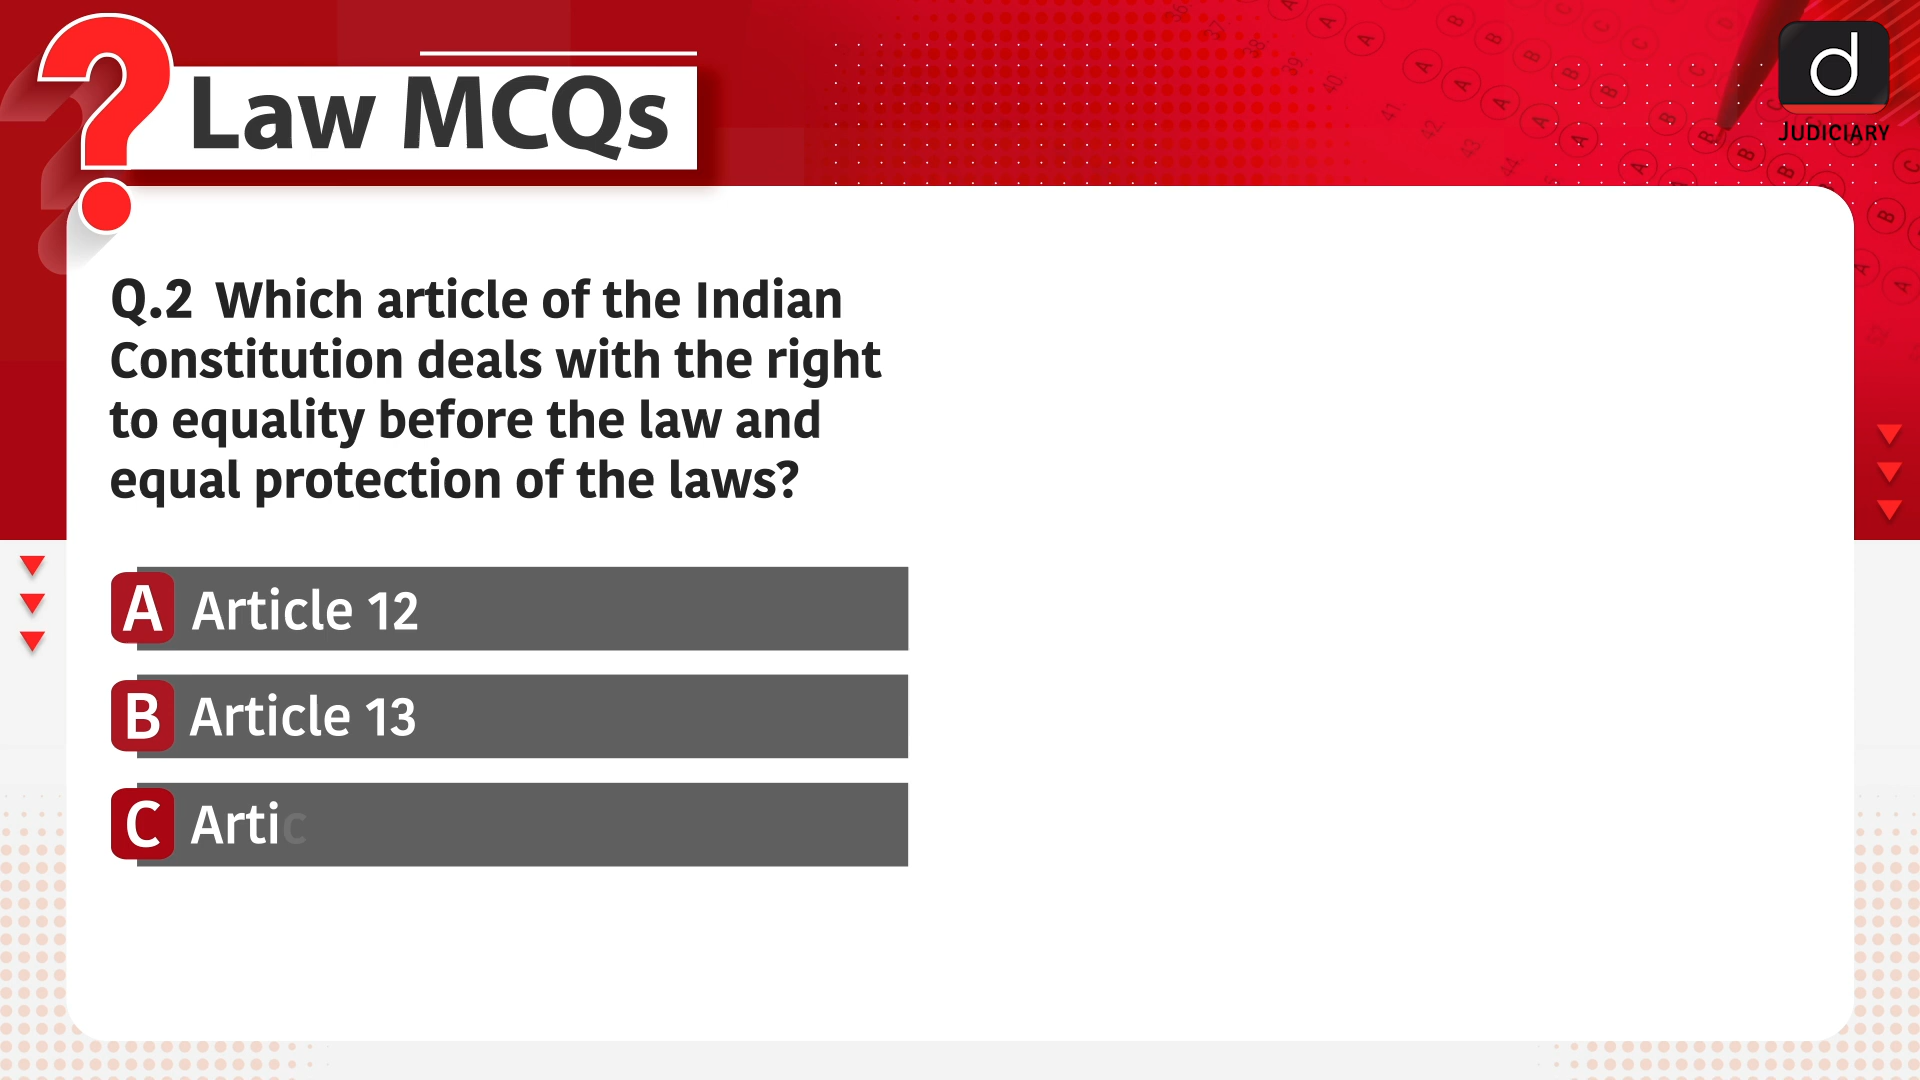 Law MCQs
JUDICIARY
Q.2 Which article of the Indian
Constitution deals with the right
to equality before the law and
equal protection of the laws?
A Article 12
B Article 13
C Artic